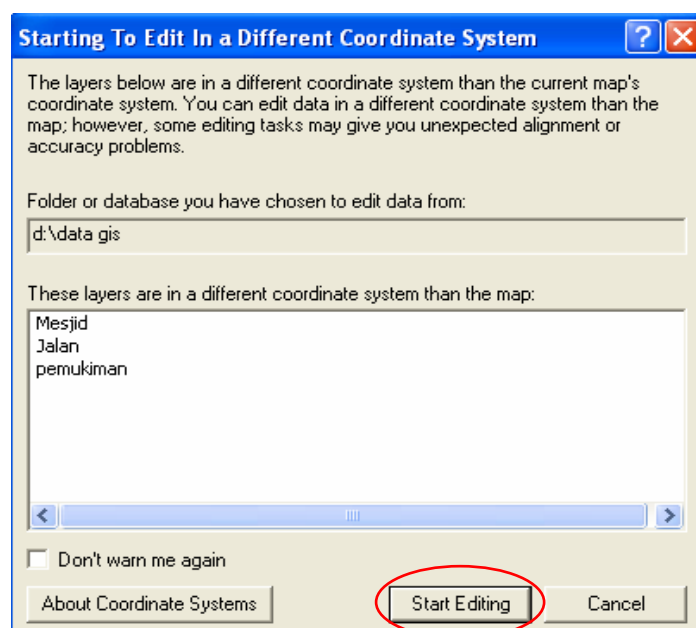 Starting To Edit In a Different Coordinate System
The layers below are in a different coordinate system than the current map's
coordinate system. You can edit data in a different coordinate system than the
map; however, some editing tasks may give you unexpected alignment or
accuracy problems.
Folder or database you have chosen to edit data from:
d:\data gis
These layers are in a different coordinate system than the map:
Mesjid
Jalan
pemukiman
Don't warn me again
About Coordinate Systems Start Editing Cancel